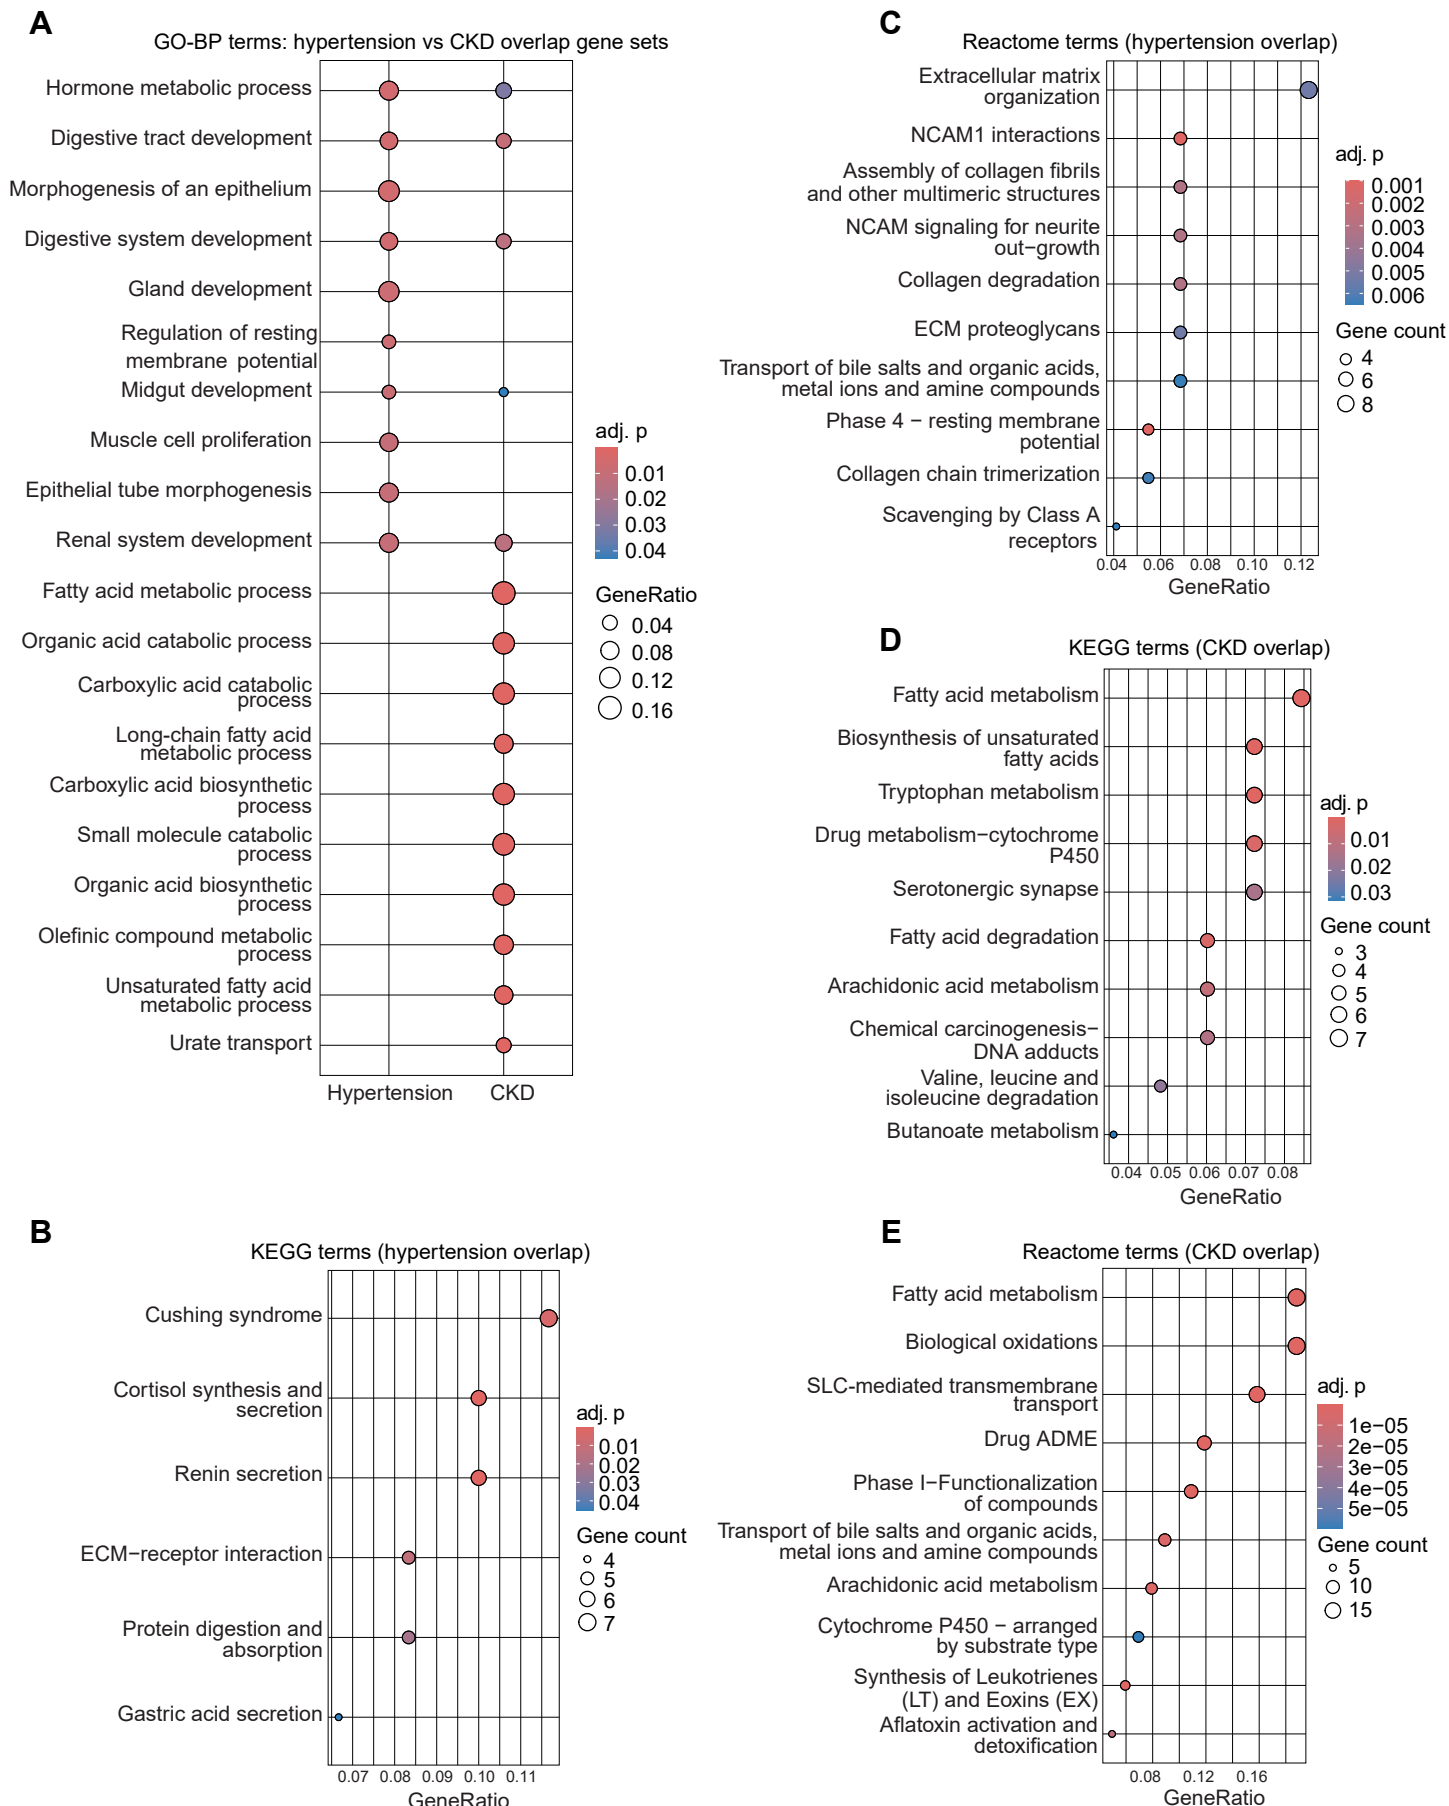 A
GO-BP terms: hypertension vs CKD overlap gene sets
Hormone metabolic process
Digestive tract development
Morphogenesis of an epithelium
Digestive system development
Gland development
Regulation of resting
membrane potential
Midgut development
Muscle cell proliferation
Epithelial tube morphogenesis
Renal system development
Fatty acid metabolic process
Organic acid catabolic process
Carboxylic acid catabolic
process
Long-chain fatty acid
metabolic process
Carboxylic acid biosynthetic
process
Small molecule catabolic
process
Organic acid biosynthetic
process
Olefinic compound metabolic
process
Unsaturated fatty acid
metabolic process
Urate transport
Hypertension CKD
adj. p
0.01
0.02
0.03
0.04
GeneRatio
0.04
0.08
0.12
0.16
B
KEGG terms (hypertension overlap)
Cushing syndrome
Cortisol synthesis and
secretion
Renin secretion
ECM−receptor interaction
Protein digestion and
absorption
Gastric acid secretion
0.07 0.08 0.09 0.10 0.11
GeneRatio
adj. p
0.01
0.02
0.03
0.04
Gene count
4
5
6
7
C
Reactome terms (hypertension overlap)
Extracellular matrix
organization
NCAM1 interactions
Assembly of collagen fibrils
and other multimeric structures
NCAM signaling for neurite
out−growth
Collagen degradation
ECM proteoglycans
Transport of bile salts and organic acids,
metal ions and amine compounds
Phase 4 − resting membrane
potential
Collagen chain trimerization
Scavenging by Class A
receptors
0.04 0.06 0.08 0.10 0.12
GeneRatio
adj. p
0.001
0.002
0.003
0.004
0.005
0.006
Gene count
4
6
8
D
KEGG terms (CKD overlap)
Fatty acid metabolism
Biosynthesis of unsaturated
fatty acids
Tryptophan metabolism
Drug metabolism−cytochrome
P450
Serotonergic synapse
Fatty acid degradation
Arachidonic acid metabolism
Chemical carcinogenesis−
DNA adducts
Valine, leucine and
isoleucine degradation
Butanoate metabolism
0.04 0.05 0.06 0.07 0.08
GeneRatio
adj. p
0.01
0.02
0.03
Gene count
3
4
5
6
7
E
Reactome terms (CKD overlap)
Fatty acid metabolism
Biological oxidations
SLC-mediated transmembrane
transport
Drug ADME
Phase I−Functionalization
of compounds
Transport of bile salts and organic acids,
metal ions and amine compounds
Arachidonic acid metabolism
Cytochrome P450 − arranged
by substrate type
Synthesis of Leukotrienes
(LT) and Eoxins (EX)
Aflatoxin activation and
detoxification
0.08 0.12 0.16
GeneRatio
adj. p
1e−05
2e−05
3e−05
4e−05
5e−05
Gene count
5
10
15